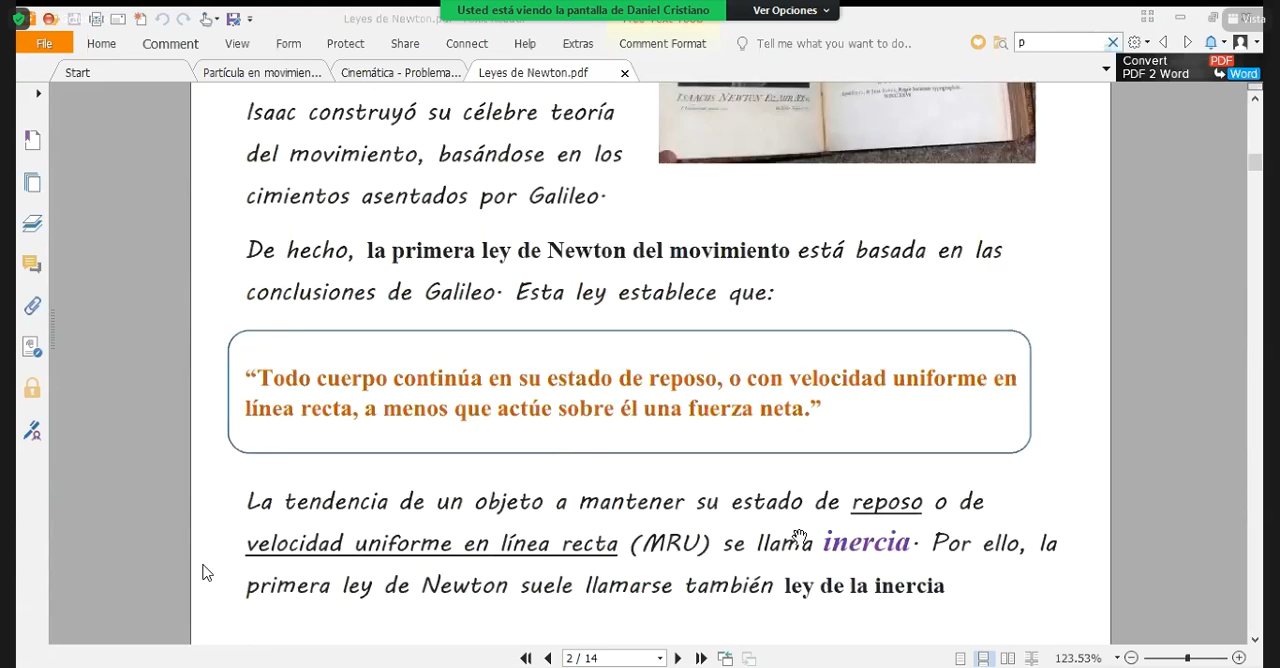 Usted está viendo la pantalla de Daniel Cristiano
Ver Opciones
Leyes de Newton.pdf
Vista
File Home Comment View Form Protect Share Connect Help Extras Comment Format Tell me what you want to do.. p
Start Partícula en movimien... Cinemática - Problema... Leyes de Newton.pdf
Convert PDF
PDF 2 Word Word
Isaac construyó su célebre teoría
del movimiento, basándose en los
cimientos asentados por Galileo.
De hecho, la primera ley de Newton del movimiento está basada en las
conclusiones de Galileo. Esta ley establece que:
“Todo cuerpo continúa en su estado de reposo, o con velocidad uniforme en
línea recta, a menos que actúe sobre él una fuerza neta.”
La tendencia de un objeto a mantener su estado de reposo o de
velocidad uniforme en línea recta (MRU) se llama inercia. Por ello, la
primera ley de Newton suele llamarse también ley de la inercia
2 / 14
123.53%